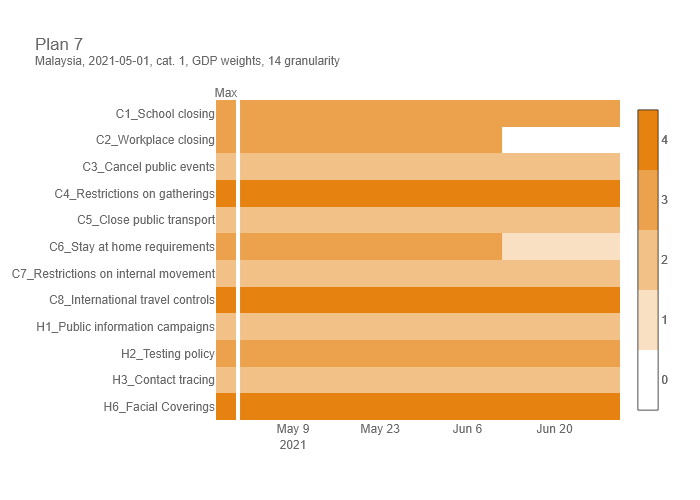 Plan 7
Malaysia, 2021-05-01, cat. 1, GDP weights, 14 granularity
Max
C1_School closing
C2_Workplace closing
C3_Cancel public events
C4_Restrictions on gatherings
C5_Close public transport
C6_Stay at home requirements
C7_Restrictions on internal movement
C8_International travel controls
H1_Public information campaigns
H2_Testing policy
H3_Contact tracing
H6_Facial Coverings
May 9 May 23 Jun 6 Jun 20
2021
4
3
2
1
0